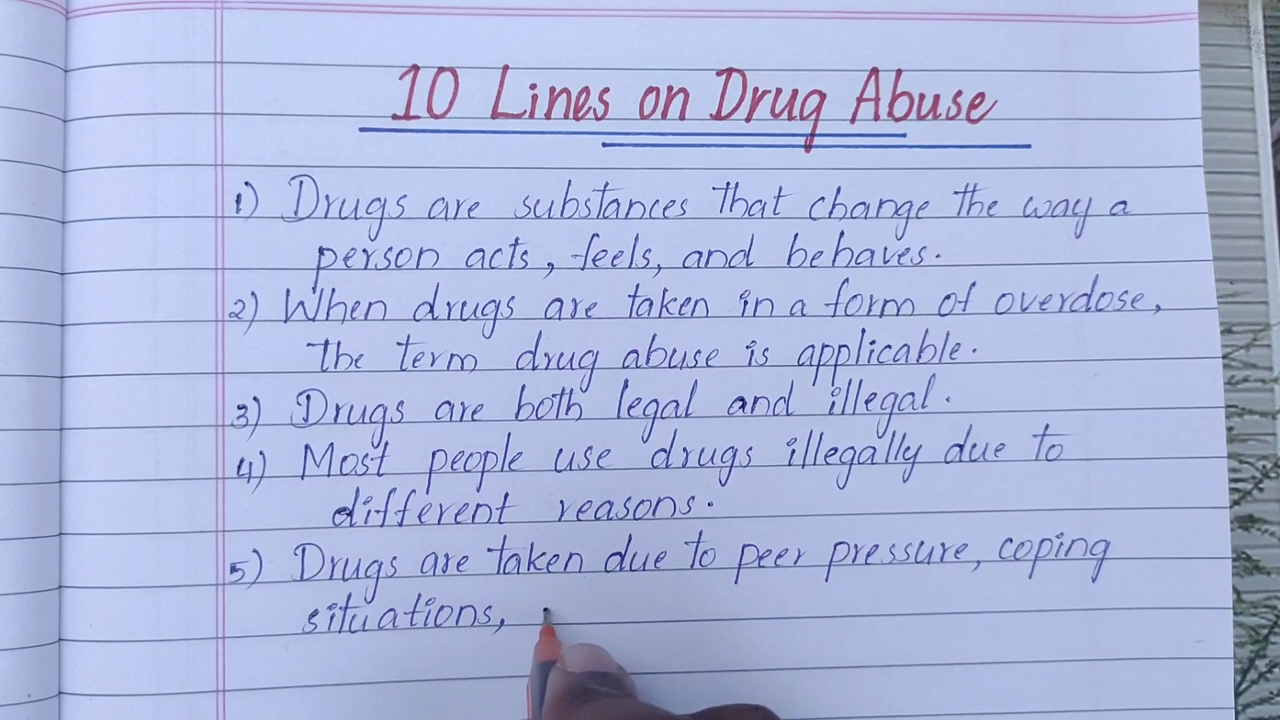 10 Lines on Drug Abuse
1) Drugs are substances that change the way a
person acts, feels, and behaves.
2) When drugs are taken in a form of overdose,
the term drug abuse is applicable.
3) Drugs are both legal and illegal.
4) Most people use drugs illegally due to
different reasons.
5) Drugs are taken due to peer pressure, coping
situations,